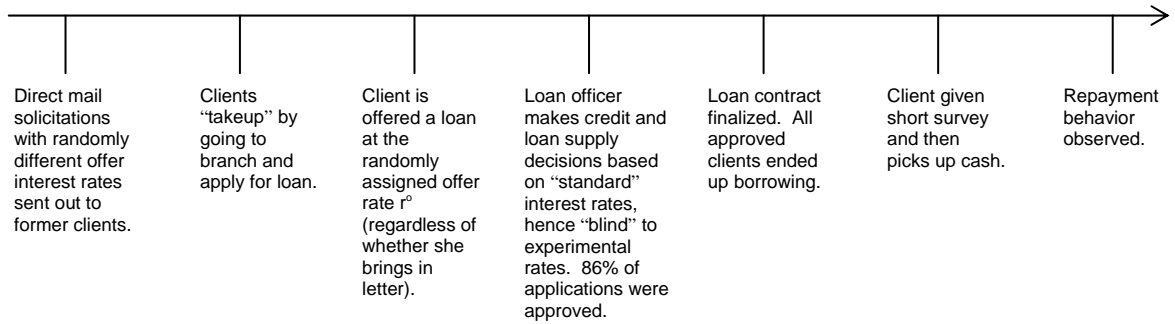 Direct mail
solicitations
with randomly
different offer
interest rates
sent out to
former clients.
Clients
“takeup” by
going to
branch and
apply for loan.
Client is
offered a loan
at the
randomly
assigned offer
rate rᵒ
(regardless of
whether she
brings in
letter).
Loan officer
makes credit and
loan supply
decisions based
on “standard”
interest rates,
hence “blind” to
experimental
rates. 86% of
applications were
approved.
Loan contract
finalized. All
approved
clients ended
up borrowing.
Client given
short survey
and then
picks up cash.
Repayment
behavior
observed.